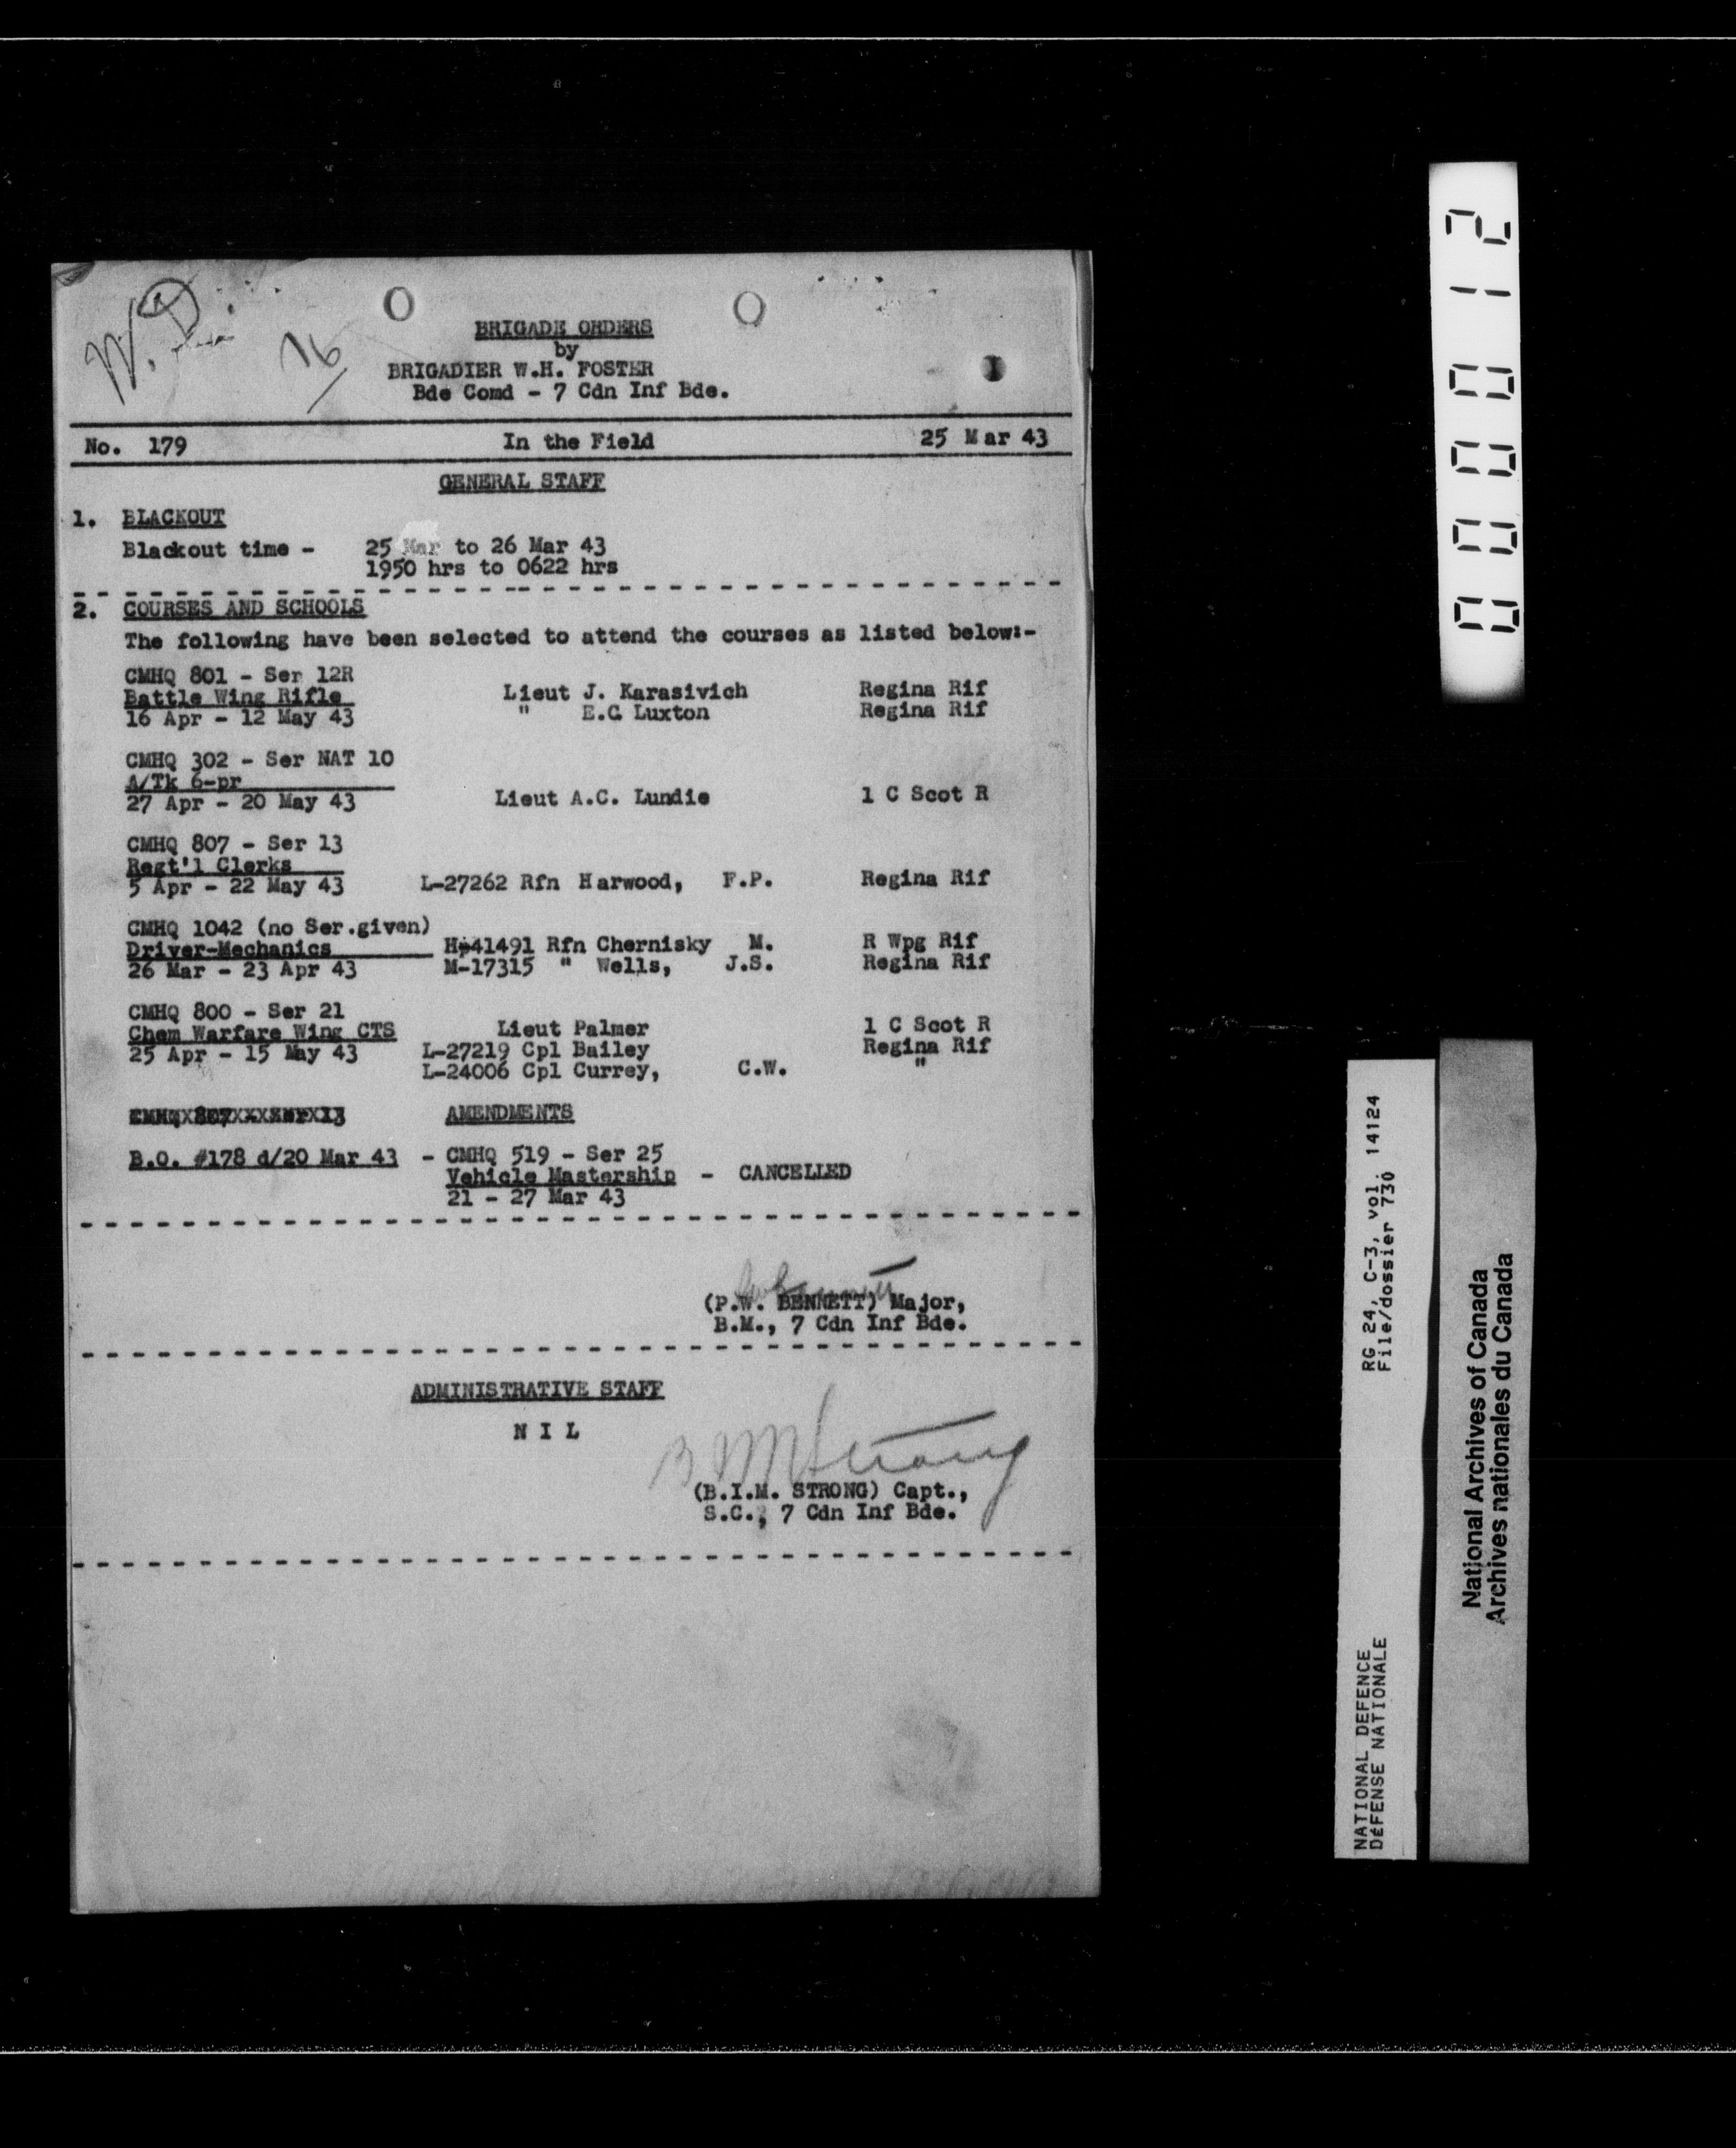 W.D.
16
BRIGADE ORDERS
by
BRIGADIER W.H. FOSTER
Bde Comd - 7 Cdn Inf Bde.
No. 179 In the Field 25 Mar 43
GENERAL STAFF
1. BLACKOUT
Blackout time - 25 Mar to 26 Mar 43
1950 hrs to 0622 hrs
2. COURSES AND SCHOOLS
The following have been selected to attend the courses as listed below:-
CMHQ 801 - Ser 12R
Battle Wing Rifle Lieut J. Karasivich Regina Rif
16 Apr - 12 May 43 " E.C. Luxton Regina Rif
CMHQ 302 - Ser NAT 10
A/Tk 6-pr
27 Apr - 20 May 43 Lieut A.C. Lundie 1 C Scot R
CMHQ 807 - Ser 13
Regt'l Clerks
5 Apr - 22 May 43 L-27262 Rfn Harwood, F.P. Regina Rif
CMHQ 1042 (no Ser.given)
Driver-Mechanics H-41491 Rfn Chernisky M. R Wpg Rif
26 Mar - 23 Apr 43 M-17315 " Wells, J.S. Regina Rif
CMHQ 800 - Ser 21
Chem Warfare Wing CTS Lieut Palmer 1 C Scot R
25 Apr - 15 May 43 L-27219 Cpl Bailey Regina Rif
L-24006 Cpl Currey, C.W. "
AMENDMENTS
B.O. #178 d/20 Mar 43 - CMHQ 519 - Ser 25
Vehicle Mastership - CANCELLED
21 - 27 Mar 43
(P.W. BENNETT) Major,
B.M., 7 Cdn Inf Bde.
ADMINISTRATIVE STAFF
N I L
B M Strong
(B.I.M. STRONG) Capt.,
S.C., 7 Cdn Inf Bde.
000012
RG 24, C-3, vol. 14124
File/dossier 730
NATIONAL DEFENCE
DéFENSE NATIONALE
National Archives of Canada
Archives nationales du Canada